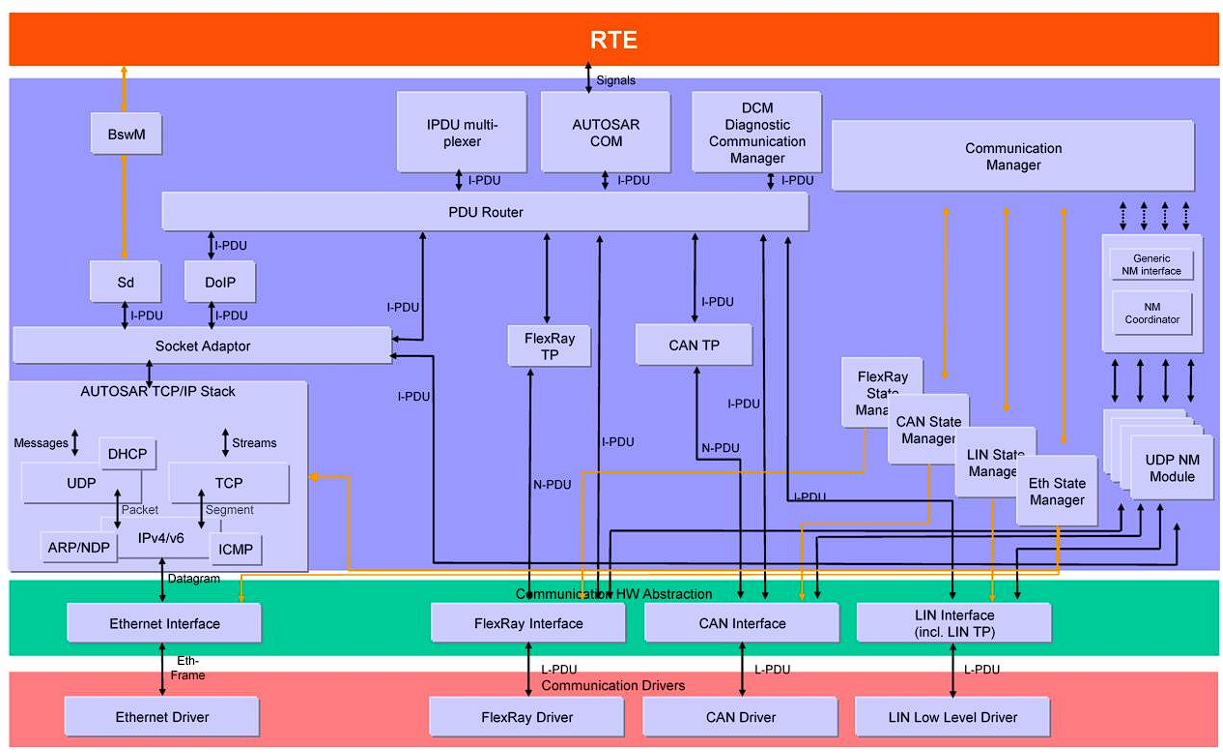 RTE
Signals
BswM
IPDU multi-
plexer
AUTOSAR
COM
DCM
Diagnostic
Communication
Manager
Communication
Manager
I-PDU
I-PDU
I-PDU
PDU Router
I-PDU
Generic
NM interface
Sd
DoIP
NM
Coordinator
I-PDU
I-PDU
I-PDU
I-PDU
Socket Adaptor
FlexRay
TP
CAN TP
AUTOSAR TCP/IP Stack
FlexRay
State
Mana
I-PDU
I-PDU
CAN State
Manager
Messages
Streams
I-PDU
DHCP
N-PDU
LIN State
Manage
UDP NM
Module
UDP
TCP
N-PDU
Eth State
Manager
I-PDU
Packet
Segment
ARP/NDP
IPv4/v6
ICMP
Datagram
Communication HW Abstraction
Ethernet Interface
FlexRay Interface
CAN Interface
LIN Interface
(incl. LIN TP)
Eth-
Frame
L-PDU
L-PDU
L-PDU
Communication Drivers
Ethernet Driver
FlexRay Driver
CAN Driver
LIN Low Level Driver